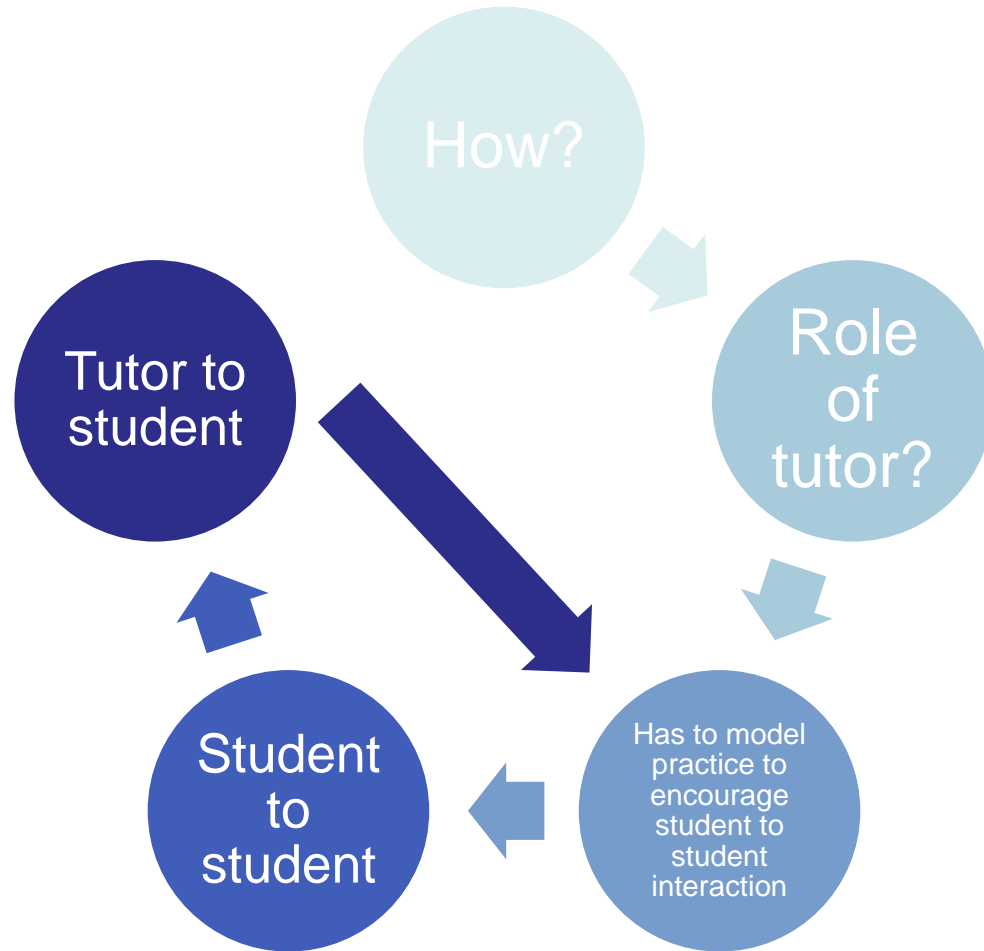 How?
Role
of
tutor?
Has to model
practice to
encourage
student to
student
interaction
Student
to
student
Tutor to
student